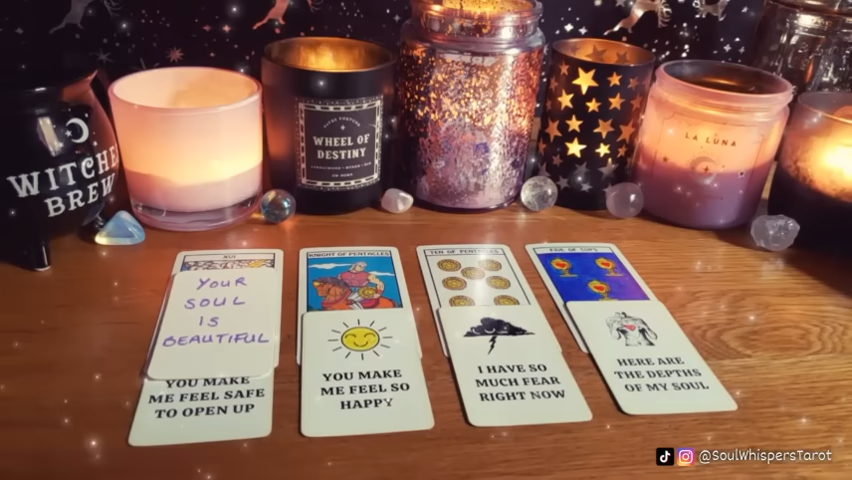 WITCHES
BREW
WHEEL OF
DESTINY
LA LUNA
XVI
YOUR
SOUL
IS
BEAUTIFUL
YOU MAKE
ME FEEL SAFE
TO OPEN UP
KNIGHT OF PENTACLES
YOU MAKE
ME FEEL SO
HAPPY
TEN OF PENTACLES
I HAVE SO
MUCH FEAR
RIGHT NOW
FIVE OF CUPS
HERE ARE
THE DEPTHS
OF MY SOUL
@SoulWhispersTarot